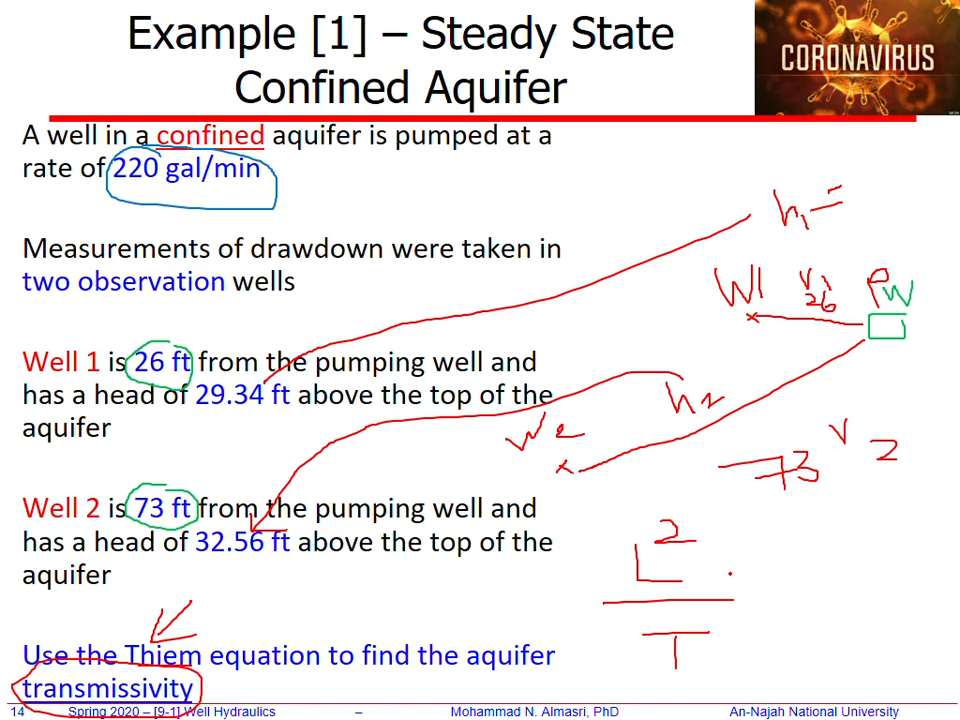 Example [1] – Steady State
Confined Aquifer
CORONAVIRUS
A well in a confined aquifer is pumped at a
rate of 220 gal/min
Measurements of drawdown were taken in
two observation wells
Well 1 is 26 ft from the pumping well and
has a head of 29.34 ft above the top of the
aquifer
Well 2 is 73 ft from the pumping well and
has a head of 32.56 ft above the top of the
aquifer
Use the Thiem equation to find the aquifer
transmissivity
h1 =
W1
r1
26
PW
h2
W2
r2
73
L2
T
14 Spring 2020 – [9-1] Well Hydraulics – Mohammad N. Almasri, PhD An-Najah National University